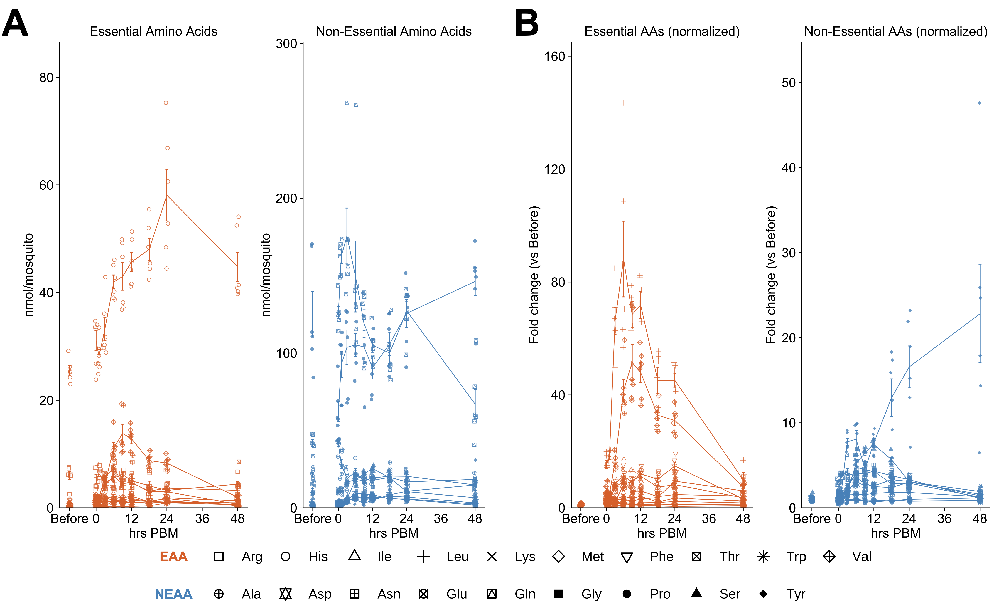 A
B
Essential Amino Acids
Non-Essential Amino Acids
Essential AAs (normalized)
Non-Essential AAs (normalized)
nmol/mosquito
80
60
40
20
0
Before 0 12 24 36 48
hrs PBM
nmol/mosquito
300
200
100
0
Before 0 12 24 36 48
hrs PBM
Fold change (vs Before)
160
120
80
40
0
Before 0 12 24 36 48
hrs PBM
Fold change (vs Before)
50
40
30
20
10
0
Before 0 12 24 36 48
hrs PBM
EAA Arg His Ile Leu Lys Met Phe Thr Trp Val
NEAA Ala Asp Asn Glu Gln Gly Pro Ser Tyr